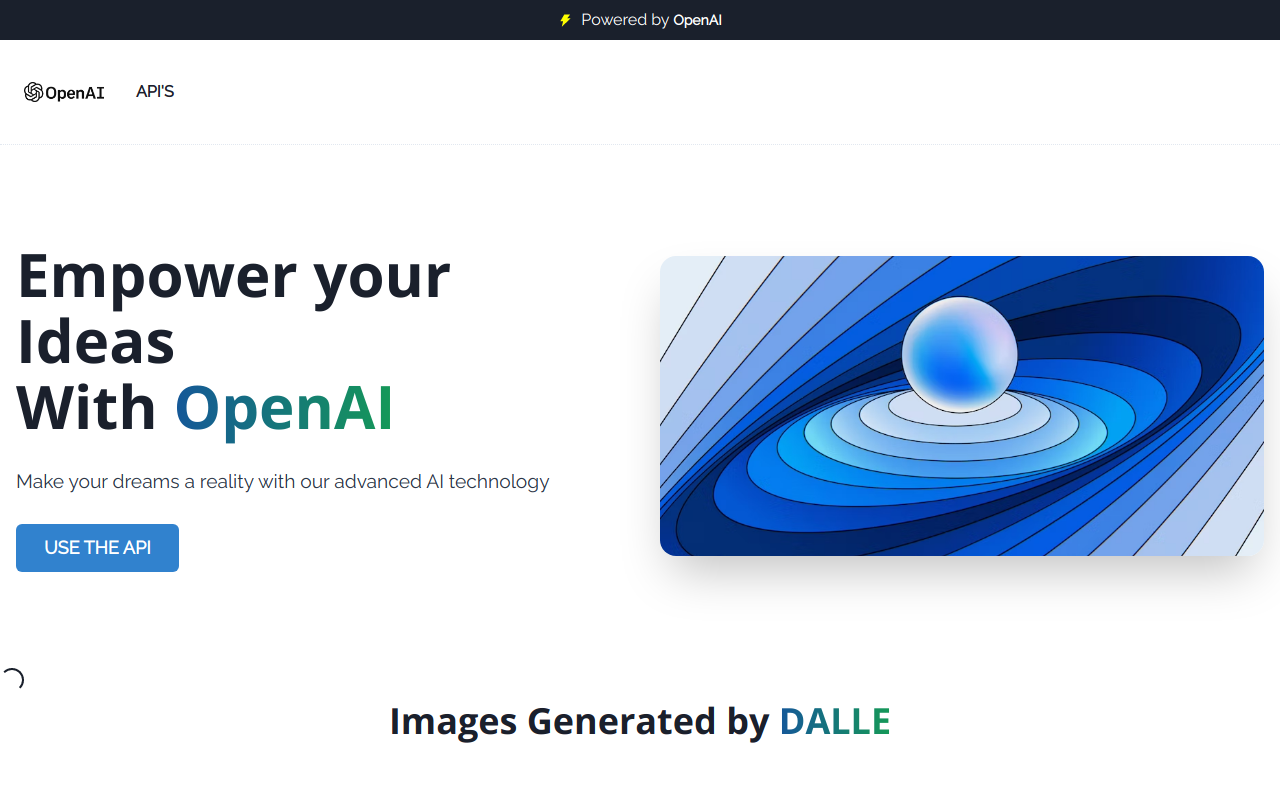 Powered by OpenAI
OpenAI API'S
Empower your
Ideas
With OpenAI
Make your dreams a reality with our advanced AI technology
USE THE API
Images Generated by DALLE